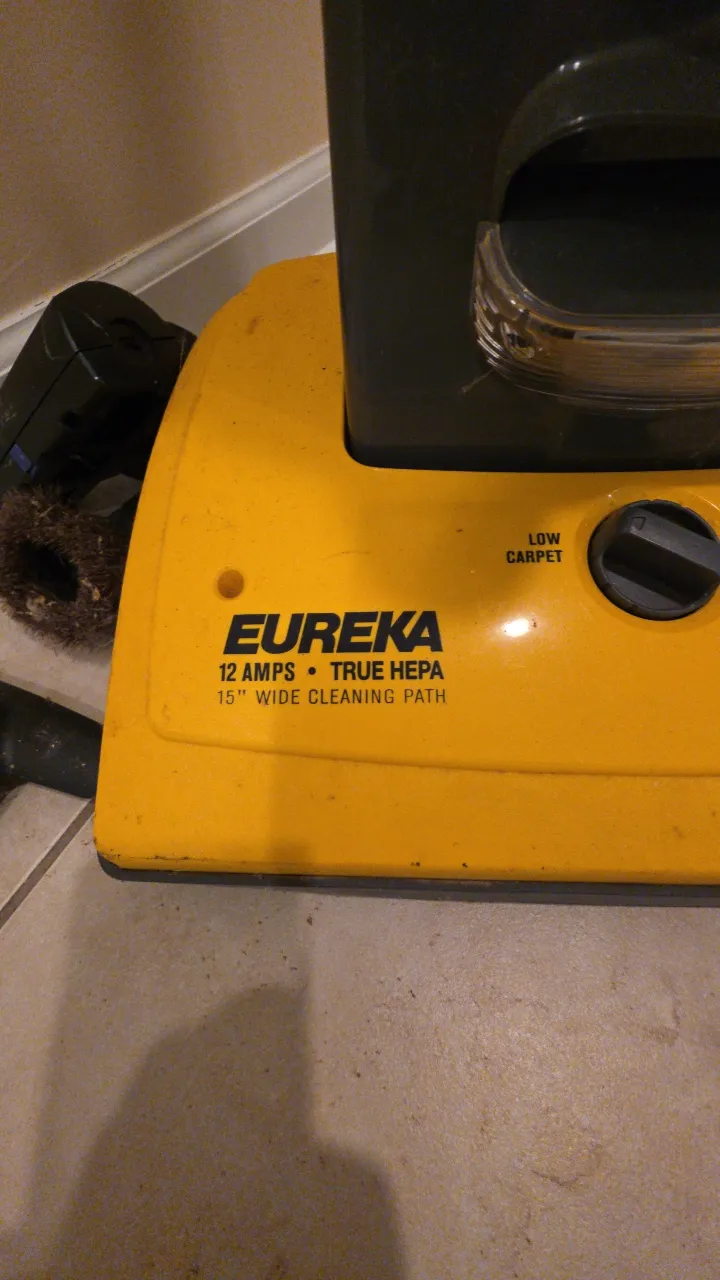 LOW
CARPET
EUREKA
12 AMPS • TRUE HEPA
15" WIDE CLEANING PATH